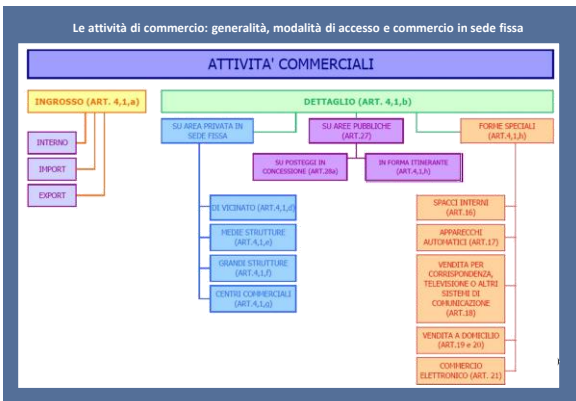 Le attività di commercio: generalità, modalità di accesso e commercio in sede fissa
ATTIVITA' COMMERCIALI
INGROSSO (ART. 4,1,a)
DETTAGLIO (ART. 4,1,b)
INTERNO
IMPORT
EXPORT
SU AREA PRIVATA IN
SEDE FISSA
SU AREE PUBBLICHE
(ART.27)
FORME SPECIALI
(ART.4,1,h)
SU POSTEGGI IN
CONCESSIONE (ART.28a)
IN FORMA ITINERANTE
(ART.4,1,h)
DI VICINATO (ART.4,1,d)
MEDIE STRUTTURE
(ART.4,1,e)
GRANDI STRUTTURE
(ART.4,1,f)
CENTRI COMMERCIALI
(ART.4,1,g)
SPACCI INTERNI
(ART.16)
APPARECCHI
AUTOMATICI (ART.17)
VENDITA PER
CORRISPONDENZA,
TELEVISIONE O ALTRI
SISTEMI DI
COMUNICAZIONE
(ART.18)
VENDITA A DOMICILIO
(ART.19 e 20)
COMMERCIO
ELETTRONICO (ART. 21)